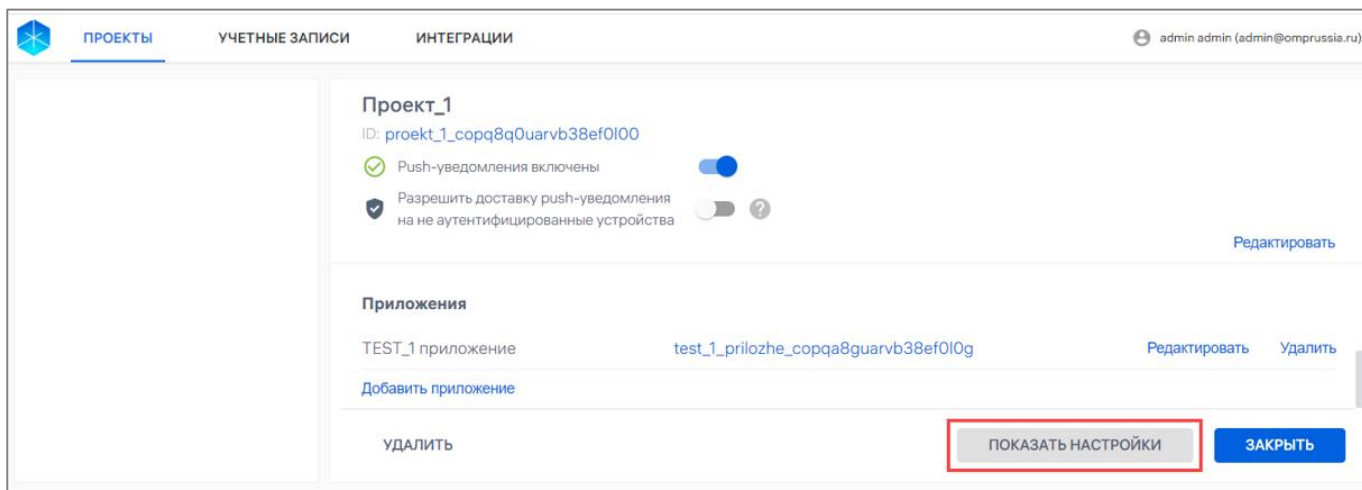 ПРОЕКТЫ УЧЕТНЫЕ ЗАПИСИ ИНТЕГРАЦИИ admin admin (admin@omprussia.ru)
Проект_1
ID: proekt_1_copq8q0uarvb38ef0l00
Push-уведомления включены
Разрешить доставку push-уведомления
на не аутентифицированные устройства
Редактировать
Приложения
TEST_1 приложение test_1_prilozhe_copqa8guarvb38ef0l0g Редактировать Удалить
Добавить приложение
УДАЛИТЬ ПОКАЗАТЬ НАСТРОЙКИ ЗАКРЫТЬ